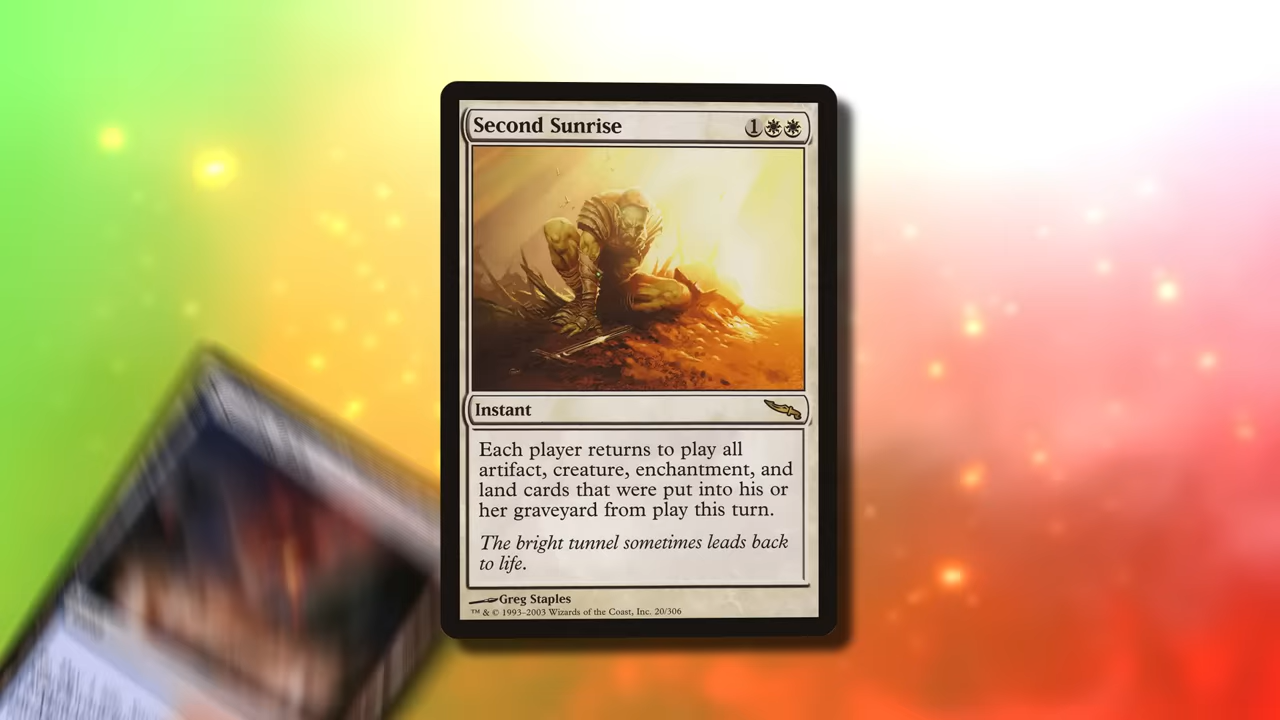 Second Sunrise 1
Instant
Each player returns to play all
artifact, creature, enchantment, and
land cards that were put into his or
her graveyard from play this turn.
The bright tunnel sometimes leads back
to life.
Greg Staples
™ & © 1993–2003 Wizards of the Coast, Inc. 20/306